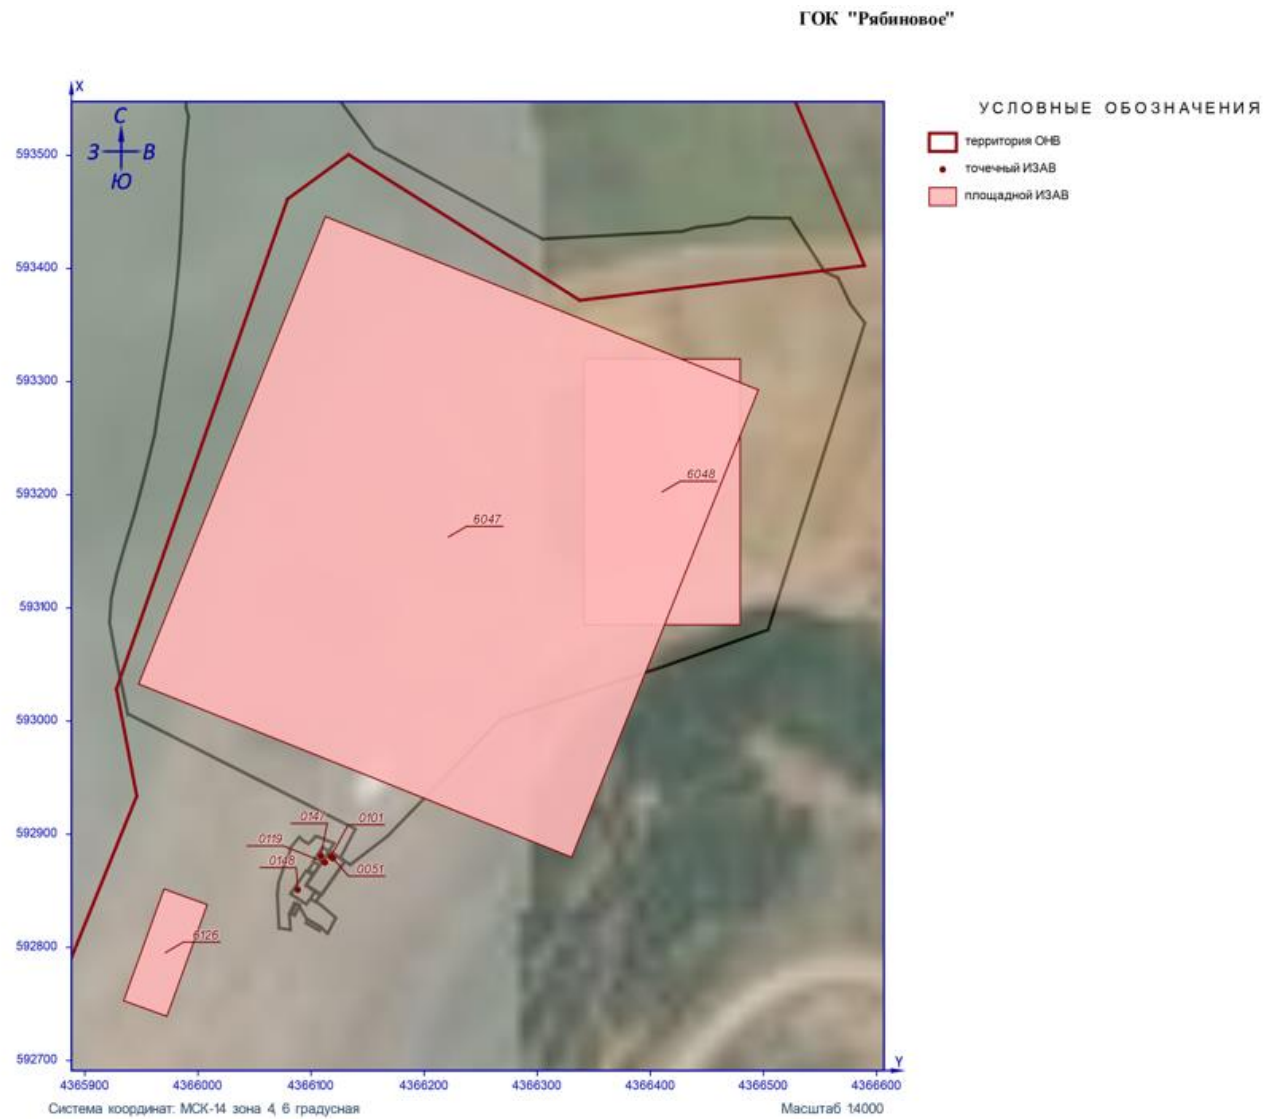 ГОК "Рябиновое"
X
УСЛОВНЫЕ ОБОЗНАЧЕНИЯ
территория ОНВ
точечный ИЗАВ
площадной ИЗАВ
С
З В
Ю
593500
593400
593300
593200
593100
593000
592900
592800
592700
6048
6047
0147
0101
0119
0148
0051
6126
Y
4365900 4366000 4366100 4366200 4366300 4366400 4366500 4366600
Система координат: МСК-14 зона 4, 6 градусная
Масштаб 1:4000